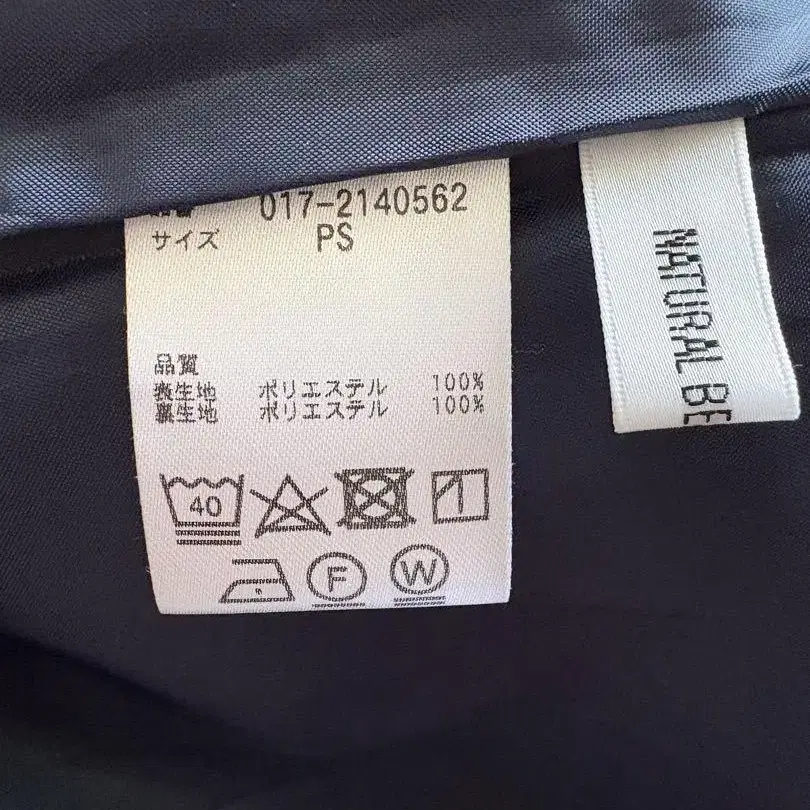 017-2140562
サイズ PS
品質
表生地 ポリエステル 100%
裏生地 ポリエステル 100%
40
F W
NATURAL BE